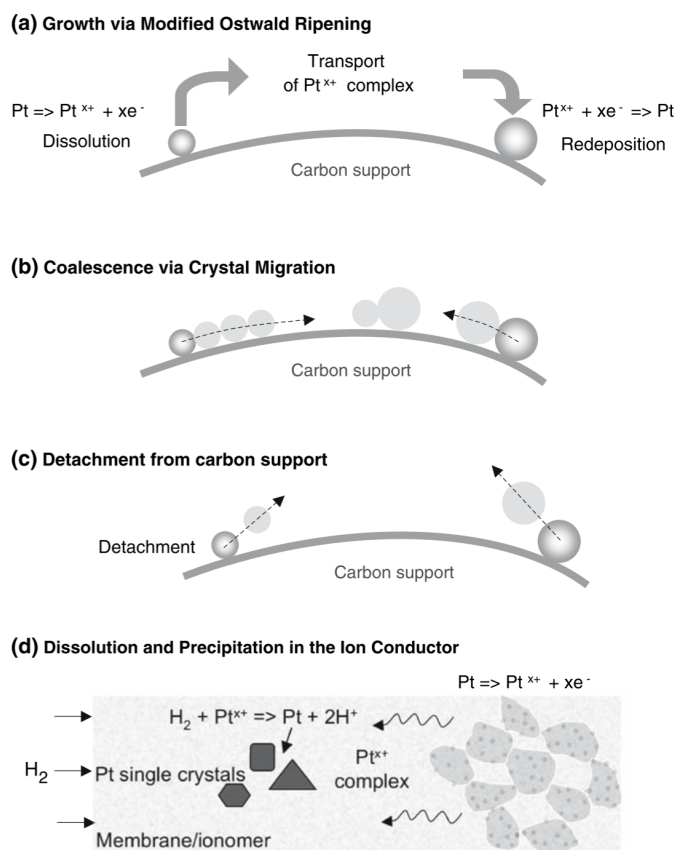 (a) Growth via Modified Ostwald Ripening
Transport
of Pt^x+ complex
Pt => Pt^x+ + xe^-
Dissolution
Pt^x+ + xe^- => Pt
Redeposition
Carbon support
(b) Coalescence via Crystal Migration
Carbon support
(c) Detachment from carbon support
Detachment
Carbon support
(d) Dissolution and Precipitation in the Ion Conductor
Pt => Pt^x+ + xe^-
H₂ + Pt^x+ => Pt + 2H⁺
H₂
Pt single crystals
Pt^x+
complex
Membrane/ionomer